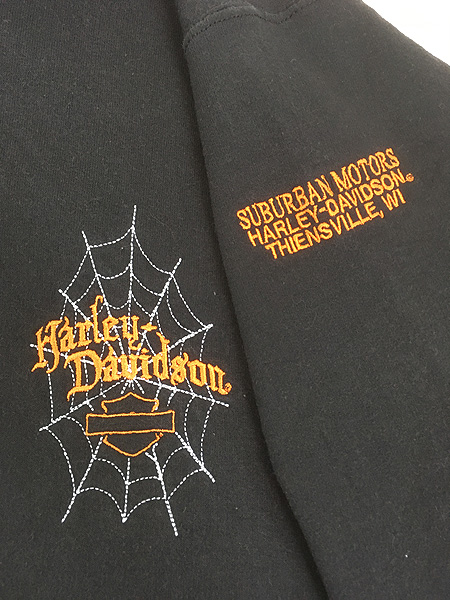 Harley-
Davidson
SUBURBAN MOTORS
HARLEY-DAVIDSON
THIENSVILLE, WI